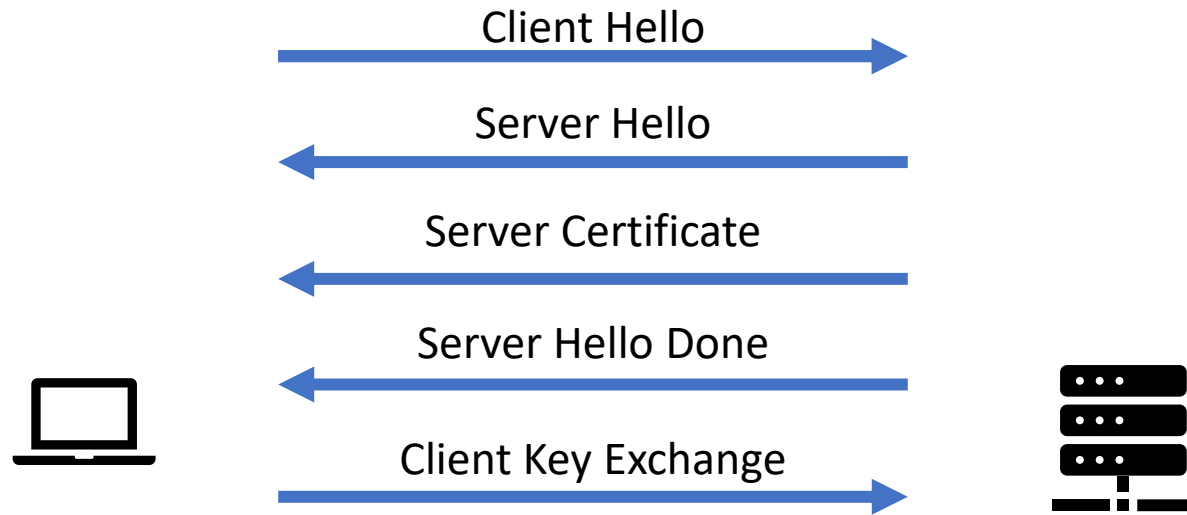 Client Hello
Server Hello
Server Certificate
Server Hello Done
Client Key Exchange